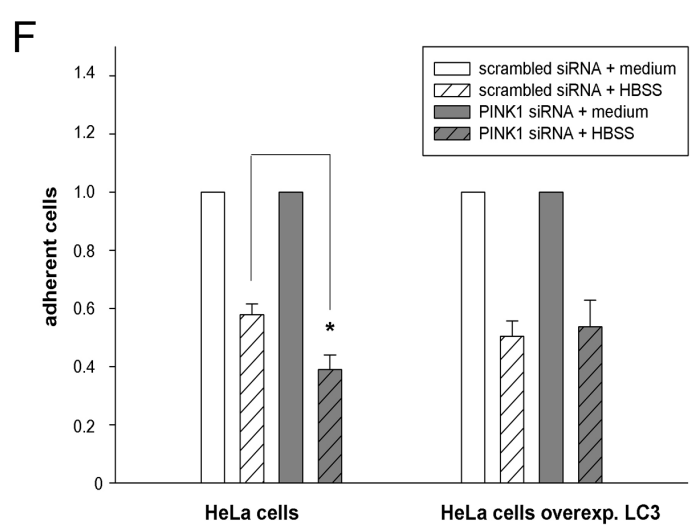 F
scrambled siRNA + medium
scrambled siRNA + HBSS
PINK1 siRNA + medium
PINK1 siRNA + HBSS
adherent cells
1.4
1.2
1.0
0.8
0.6
0.4
0.2
0
*
HeLa cells
HeLa cells overexp. LC3